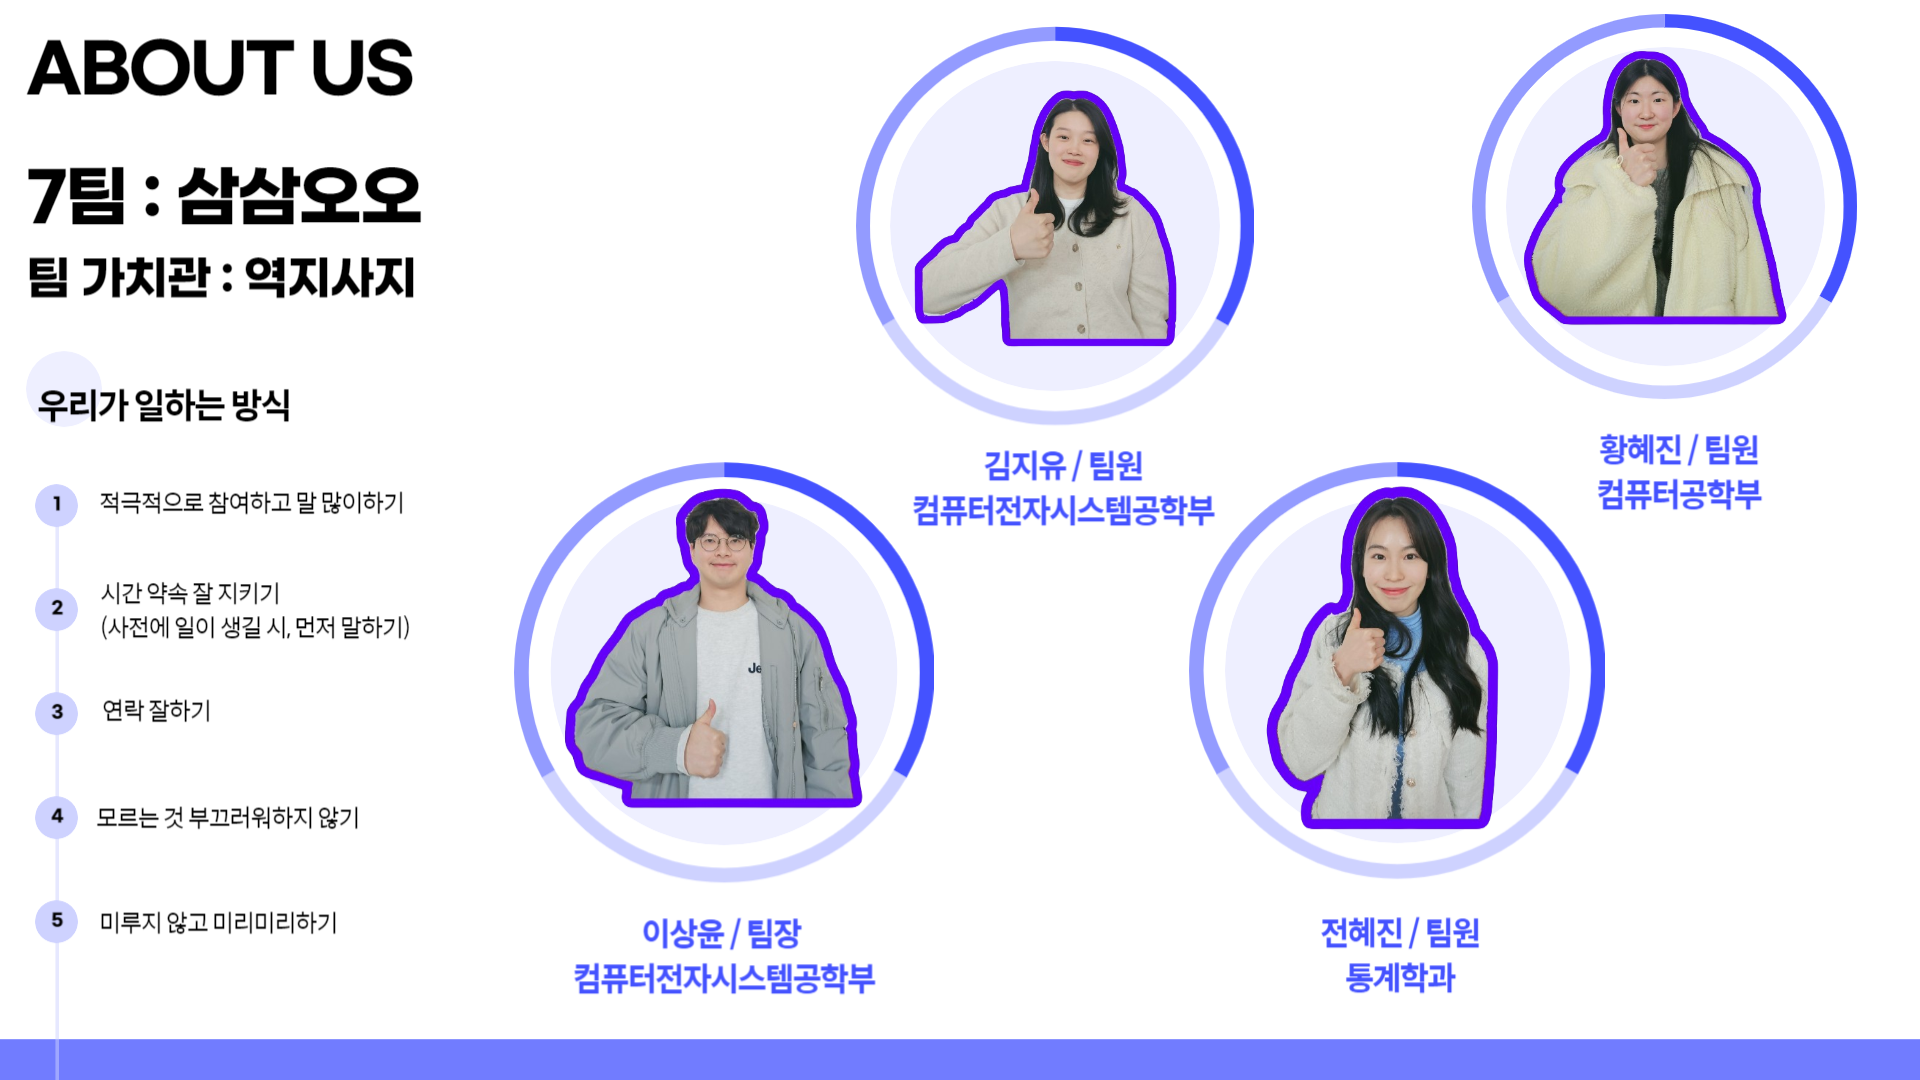 ABOUT US
7팀 : 삼삼오오
팀 가치관 : 역지사지
우리가 일하는 방식
1 적극적으로 참여하고 말 많이하기
2 시간 약속 잘 지키기
(사전에 일이 생길 시, 먼저 말하기)
3 연락 잘하기
4 모르는 것 부끄러워하지 않기
5 미루지 않고 미리미리하기
김지유 / 팀원
컴퓨터전자시스템공학부
황혜진 / 팀원
컴퓨터공학부
Je
이상윤 / 팀장
컴퓨터전자시스템공학부
전혜진 / 팀원
통계학과